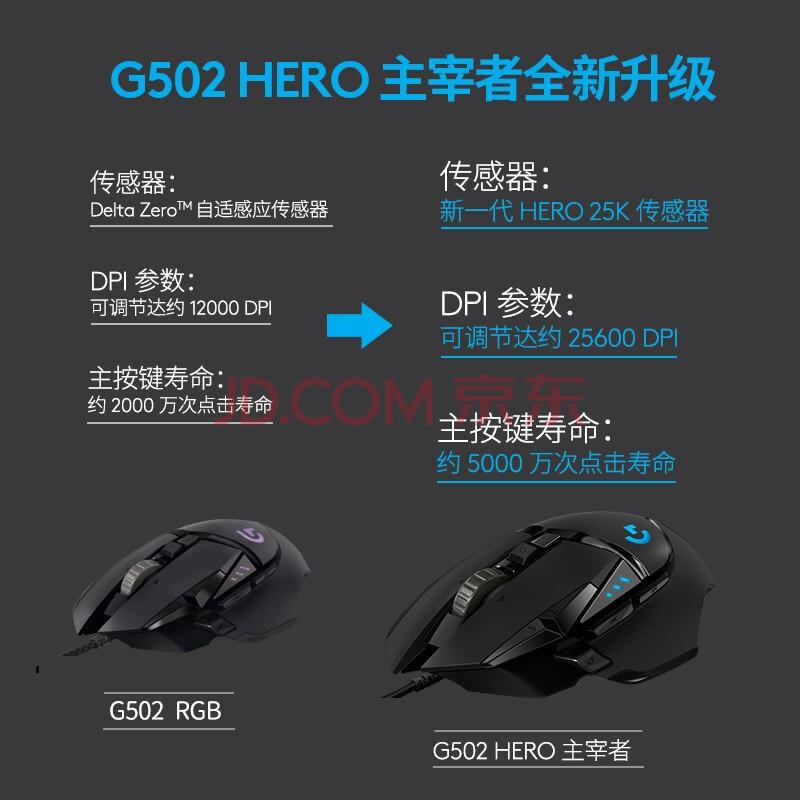 G502 HERO 主宰者全新升级
传感器：
Delta Zero™ 自适感应传感器
DPI 参数：
可调节达约 12000 DPI
主按键寿命：
约 2000 万次点击寿命
传感器：
新一代 HERO 25K 传感器
DPI 参数：
可调节达约 25600 DPI
主按键寿命：
约 5000 万次点击寿命
JD.COM 京东
G502 RGB
G502 HERO 主宰者